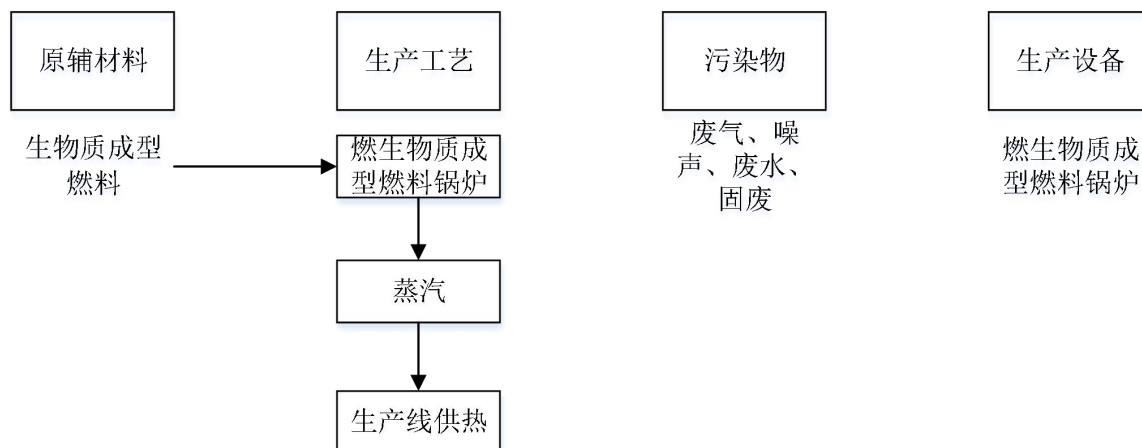 原辅材料
生产工艺
污染物
生产设备
生物质成型
燃料
燃生物质成
型燃料锅炉
废气、噪
声、废水、
固废
燃生物质成
型燃料锅炉
蒸汽
生产线供热